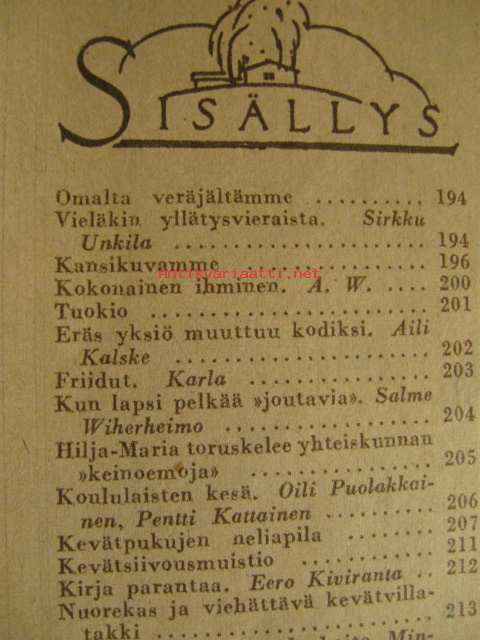 SISÄLLYS
Omalta veräjältämme .......... 194
Vieläkin yllätysvieraista. Sirkku
Unkila .................. 194
Kansikuvamme ............... 196
Antikvariaatti.net
Kokonainen ihminen. A. W. .... 200
Tuokio .................... 201
Eräs yksiö muuttuu kodiksi. Aili
Kalske .................. 202
Friidut. Karla ............... 203
Kun lapsi pelkää »joutavia». Salme
Wiherheimo ............... 204
Hilja-Maria toruskelee yhteiskunnan
»keinoemoja» ............. 205
Koululaisten kesä. Oili Puolakkai-
nen, Pentti Kattainen ........ 206
Kevätpukujen neliapila ........ 207
Kevätsiivousmuistio ........... 211
Kirja parantaa. Eero Kiviranta .. 212
Nuorekas ja viehättävä kevätvilla-
takki .................... 213